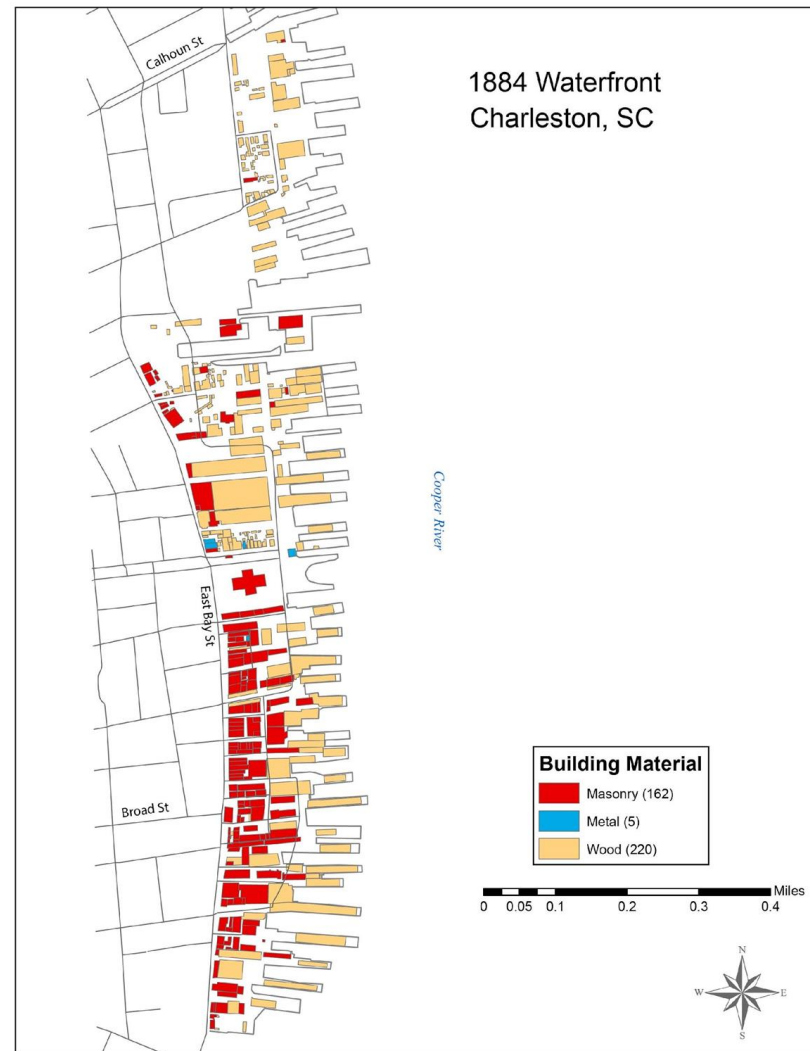 1884 Waterfront
Charleston, SC
Calhoun St
Cooper River
East Bay St
Broad St
Building Material
Masonry (162)
Metal (5)
Wood (220)
Miles
0 0.05 0.1 0.2 0.3 0.4
N
W E
S